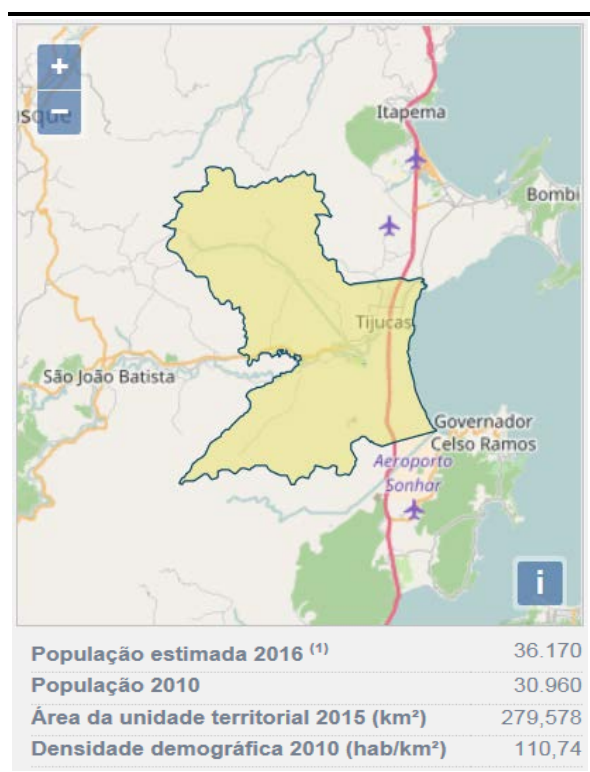 +
−
sque
Itapema
Bombi
Tijucas
São João Batista
Governador
Celso Ramos
Aeroporto
Sonhar
i
População estimada 2016 (1) 36.170
População 2010 30.960
Área da unidade territorial 2015 (km²) 279,578
Densidade demográfica 2010 (hab/km²) 110,74